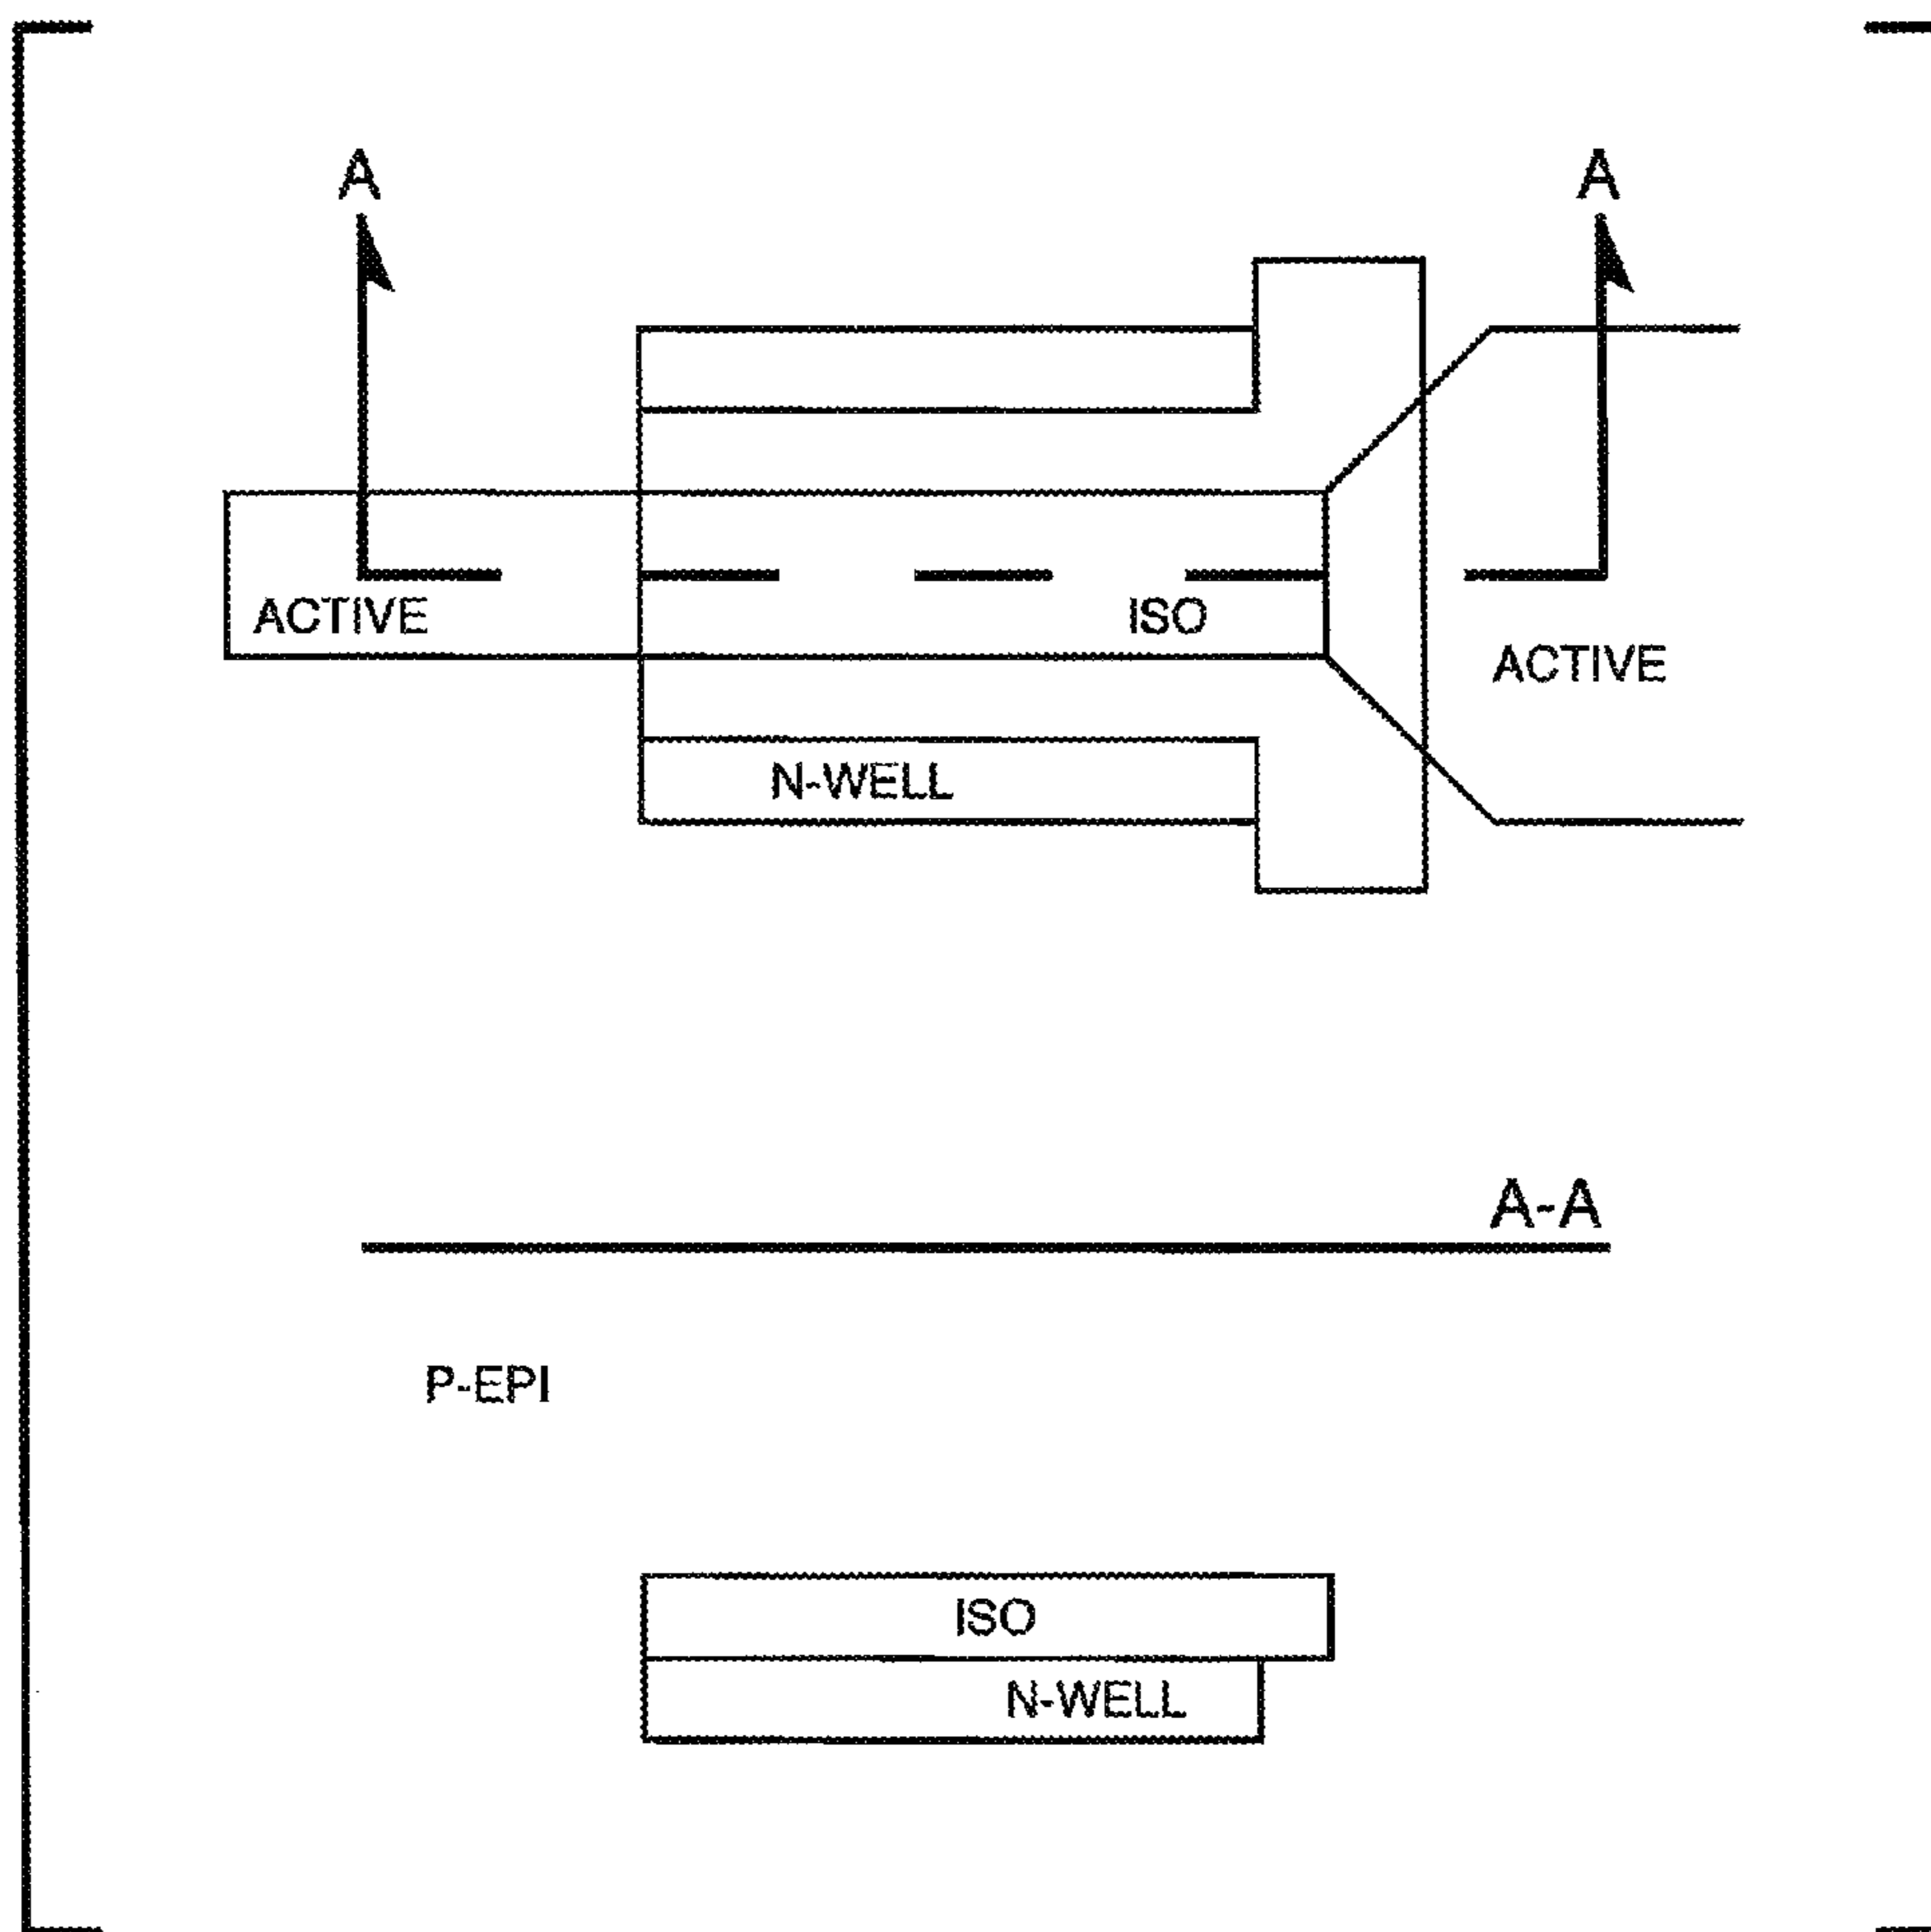 A
A
ACTIVE
ISO
ACTIVE
N-WELL
A-A
P-EPI
ISO
N-WELL